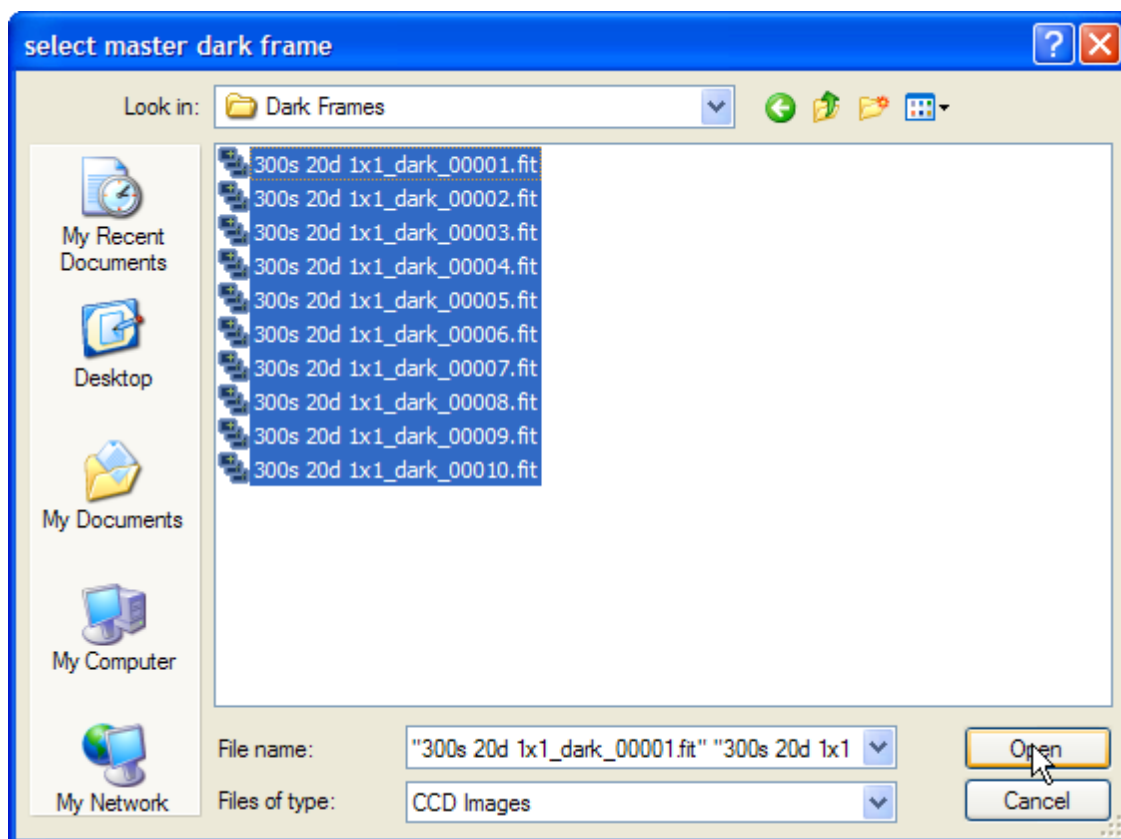 select master dark frame
Look in: Dark Frames
My Recent
Documents
Desktop
My Documents
My Computer
My Network
300s 20d 1x1_dark_00001.fit
300s 20d 1x1_dark_00002.fit
300s 20d 1x1_dark_00003.fit
300s 20d 1x1_dark_00004.fit
300s 20d 1x1_dark_00005.fit
300s 20d 1x1_dark_00006.fit
300s 20d 1x1_dark_00007.fit
300s 20d 1x1_dark_00008.fit
300s 20d 1x1_dark_00009.fit
300s 20d 1x1_dark_00010.fit
File name: "300s 20d 1x1_dark_00001.fit" "300s 20d 1x1 Open
Files of type: CCD Images Cancel